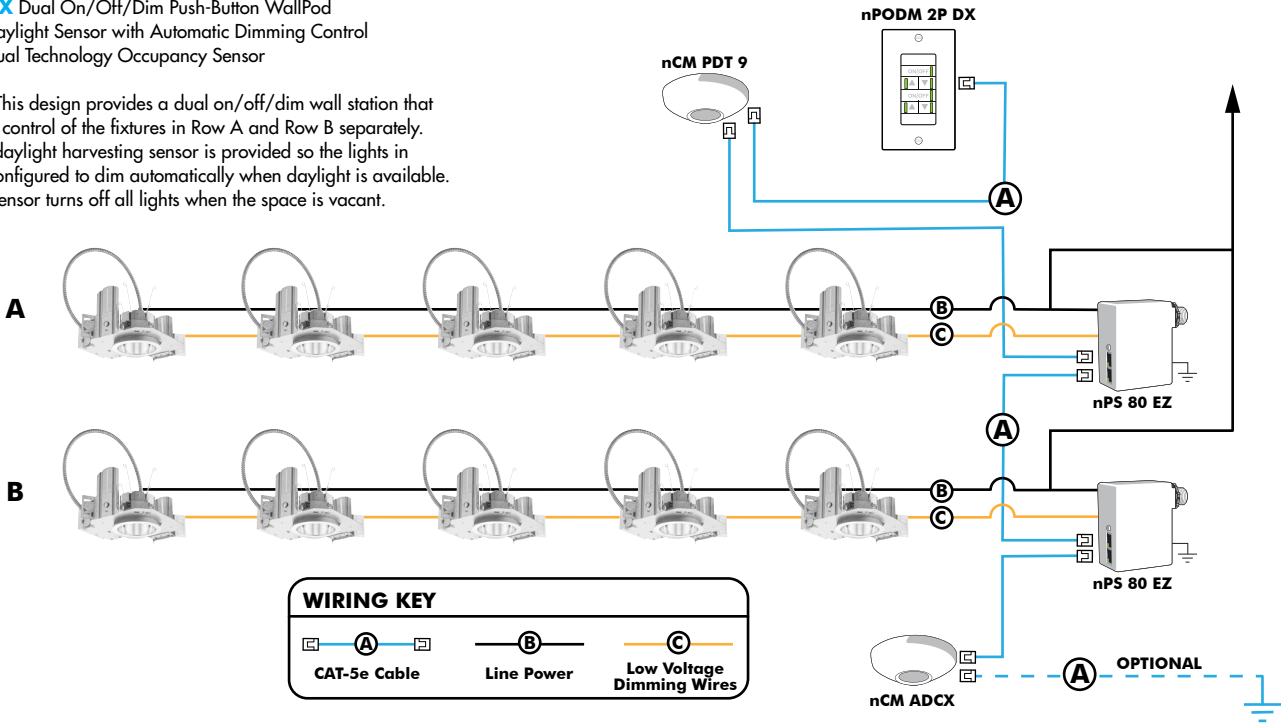 X Dual On/Off/Dim Push-Button WallPod
aylight Sensor with Automatic Dimming Control
ual Technology Occupancy Sensor
This design provides a dual on/off/dim wall station that
control of the fixtures in Row A and Row B separately.
daylight harvesting sensor is provided so the lights in
onfigured to dim automatically when daylight is available.
ensor turns off all lights when the space is vacant.
nPODM 2P DX
ON/OFF
ON/OFF
nCM PDT 9
A
A
B
C
nPS 80 EZ
A
B
B
C
nPS 80 EZ
WIRING KEY
A
B
C
CAT-5e Cable
Line Power
Low Voltage
Dimming Wires
nCM ADCX
A
OPTIONAL